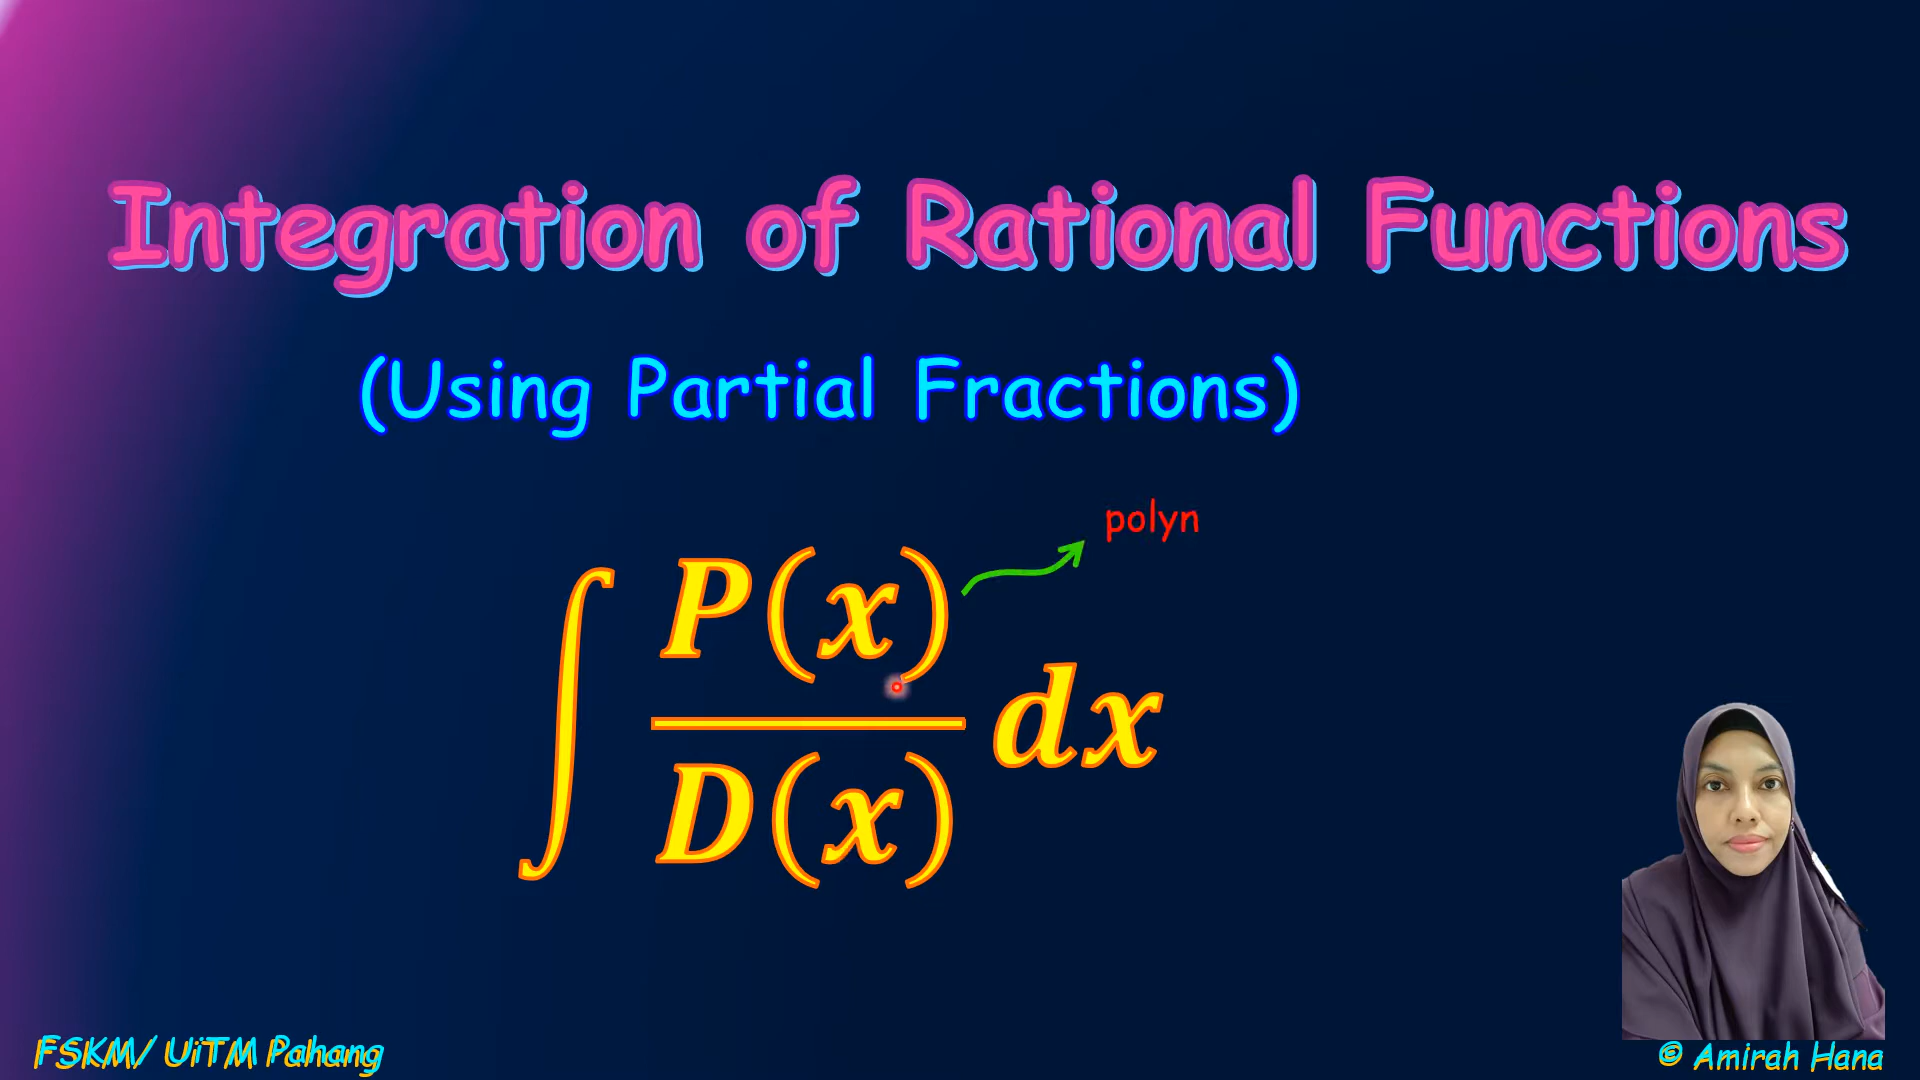 Integration of Rational Functions
(Using Partial Fractions)
polyn
∫ P(x)/D(x) dx
FSKM/ UiTM Pahang
© Amirah Hana